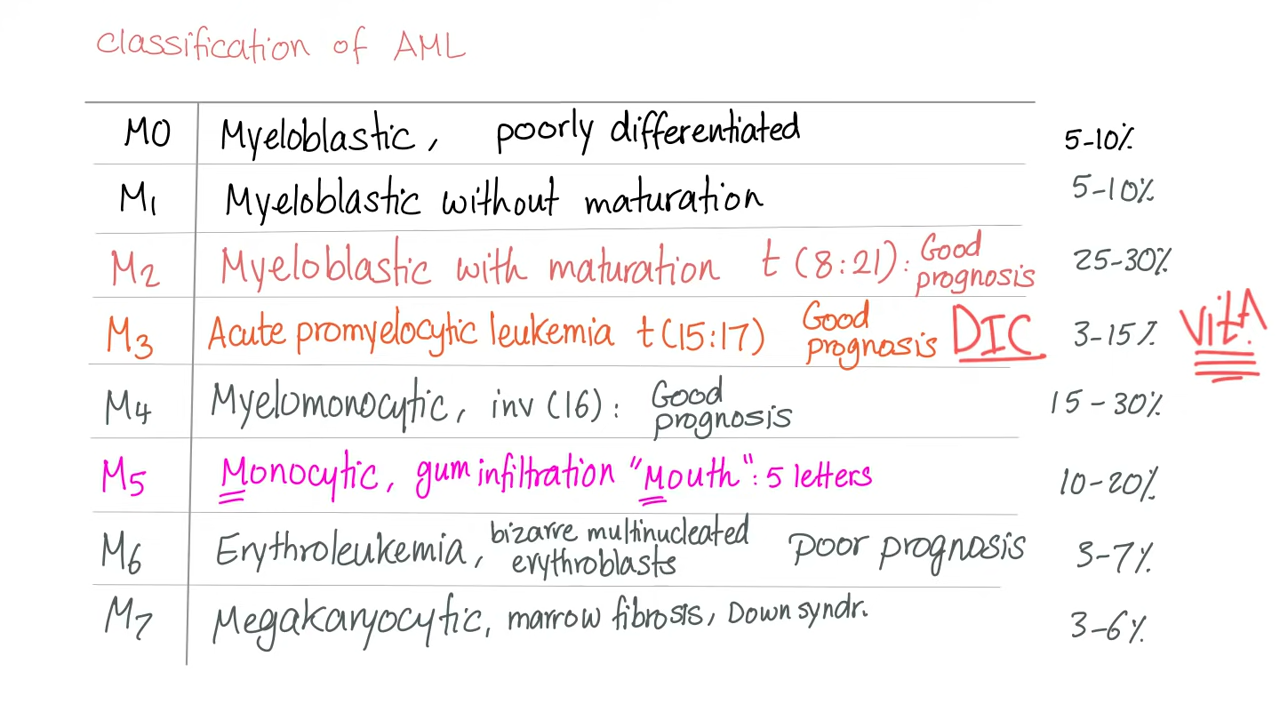 classification of AML
M0 Myeloblastic, poorly differentiated 5-10%
M1 Myeloblastic without maturation 5-10%
M2 Myeloblastic with maturation t (8:21): Good prognosis 25-30%
M3 Acute promyelocytic leukemia t(15:17) Good prognosis DIC 3-15% Vit.A
M4 Myelomonocytic, inv (16): Good prognosis 15-30%
M5 Monocytic, gum infiltration "Mouth": 5 letters 10-20%
M6 Erythroleukemia, bizarre multinucleated erythroblasts Poor prognosis 3-7%
M7 Megakaryocytic, marrow fibrosis, Down syndr. 3-6%